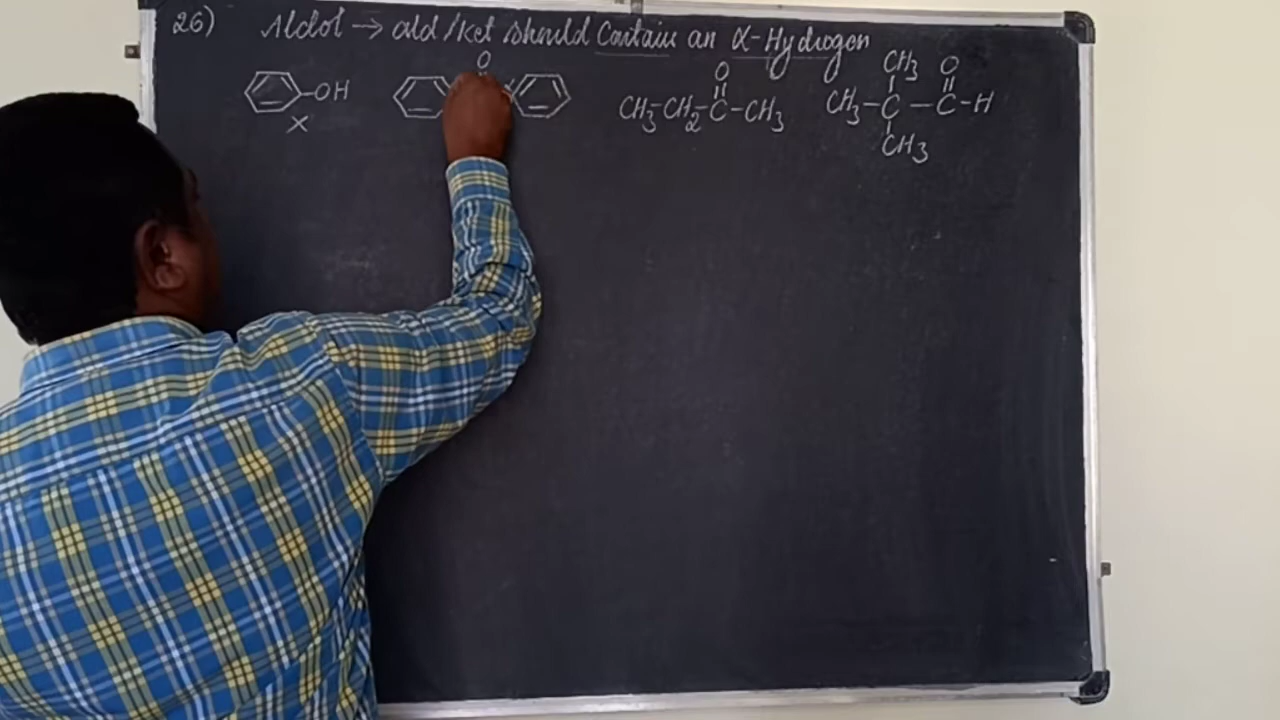 26) Aldol → ald/ket should Contain an α-Hydrogen
O CH3 O
OH O CH3-CH2-C-CH3 CH3-C-C-H
X CH3